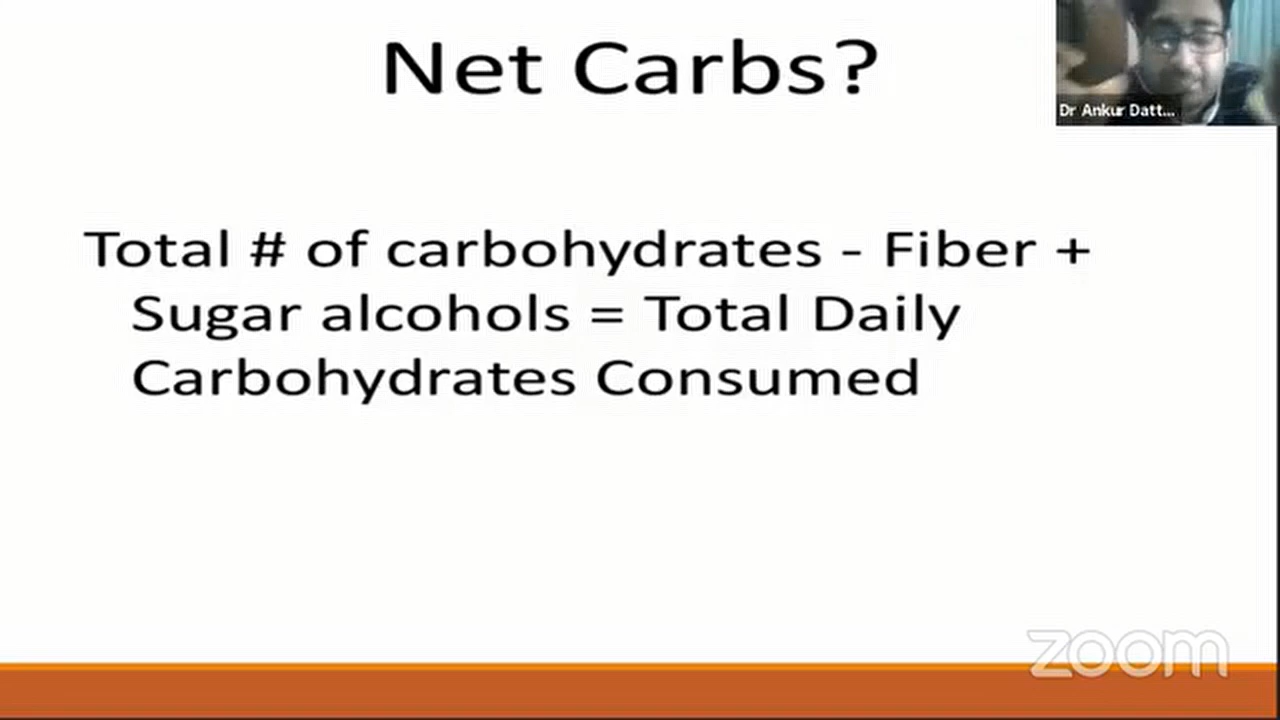 Net Carbs?
Dr Ankur Datt...
Total # of carbohydrates - Fiber +
Sugar alcohols = Total Daily
Carbohydrates Consumed
zoom